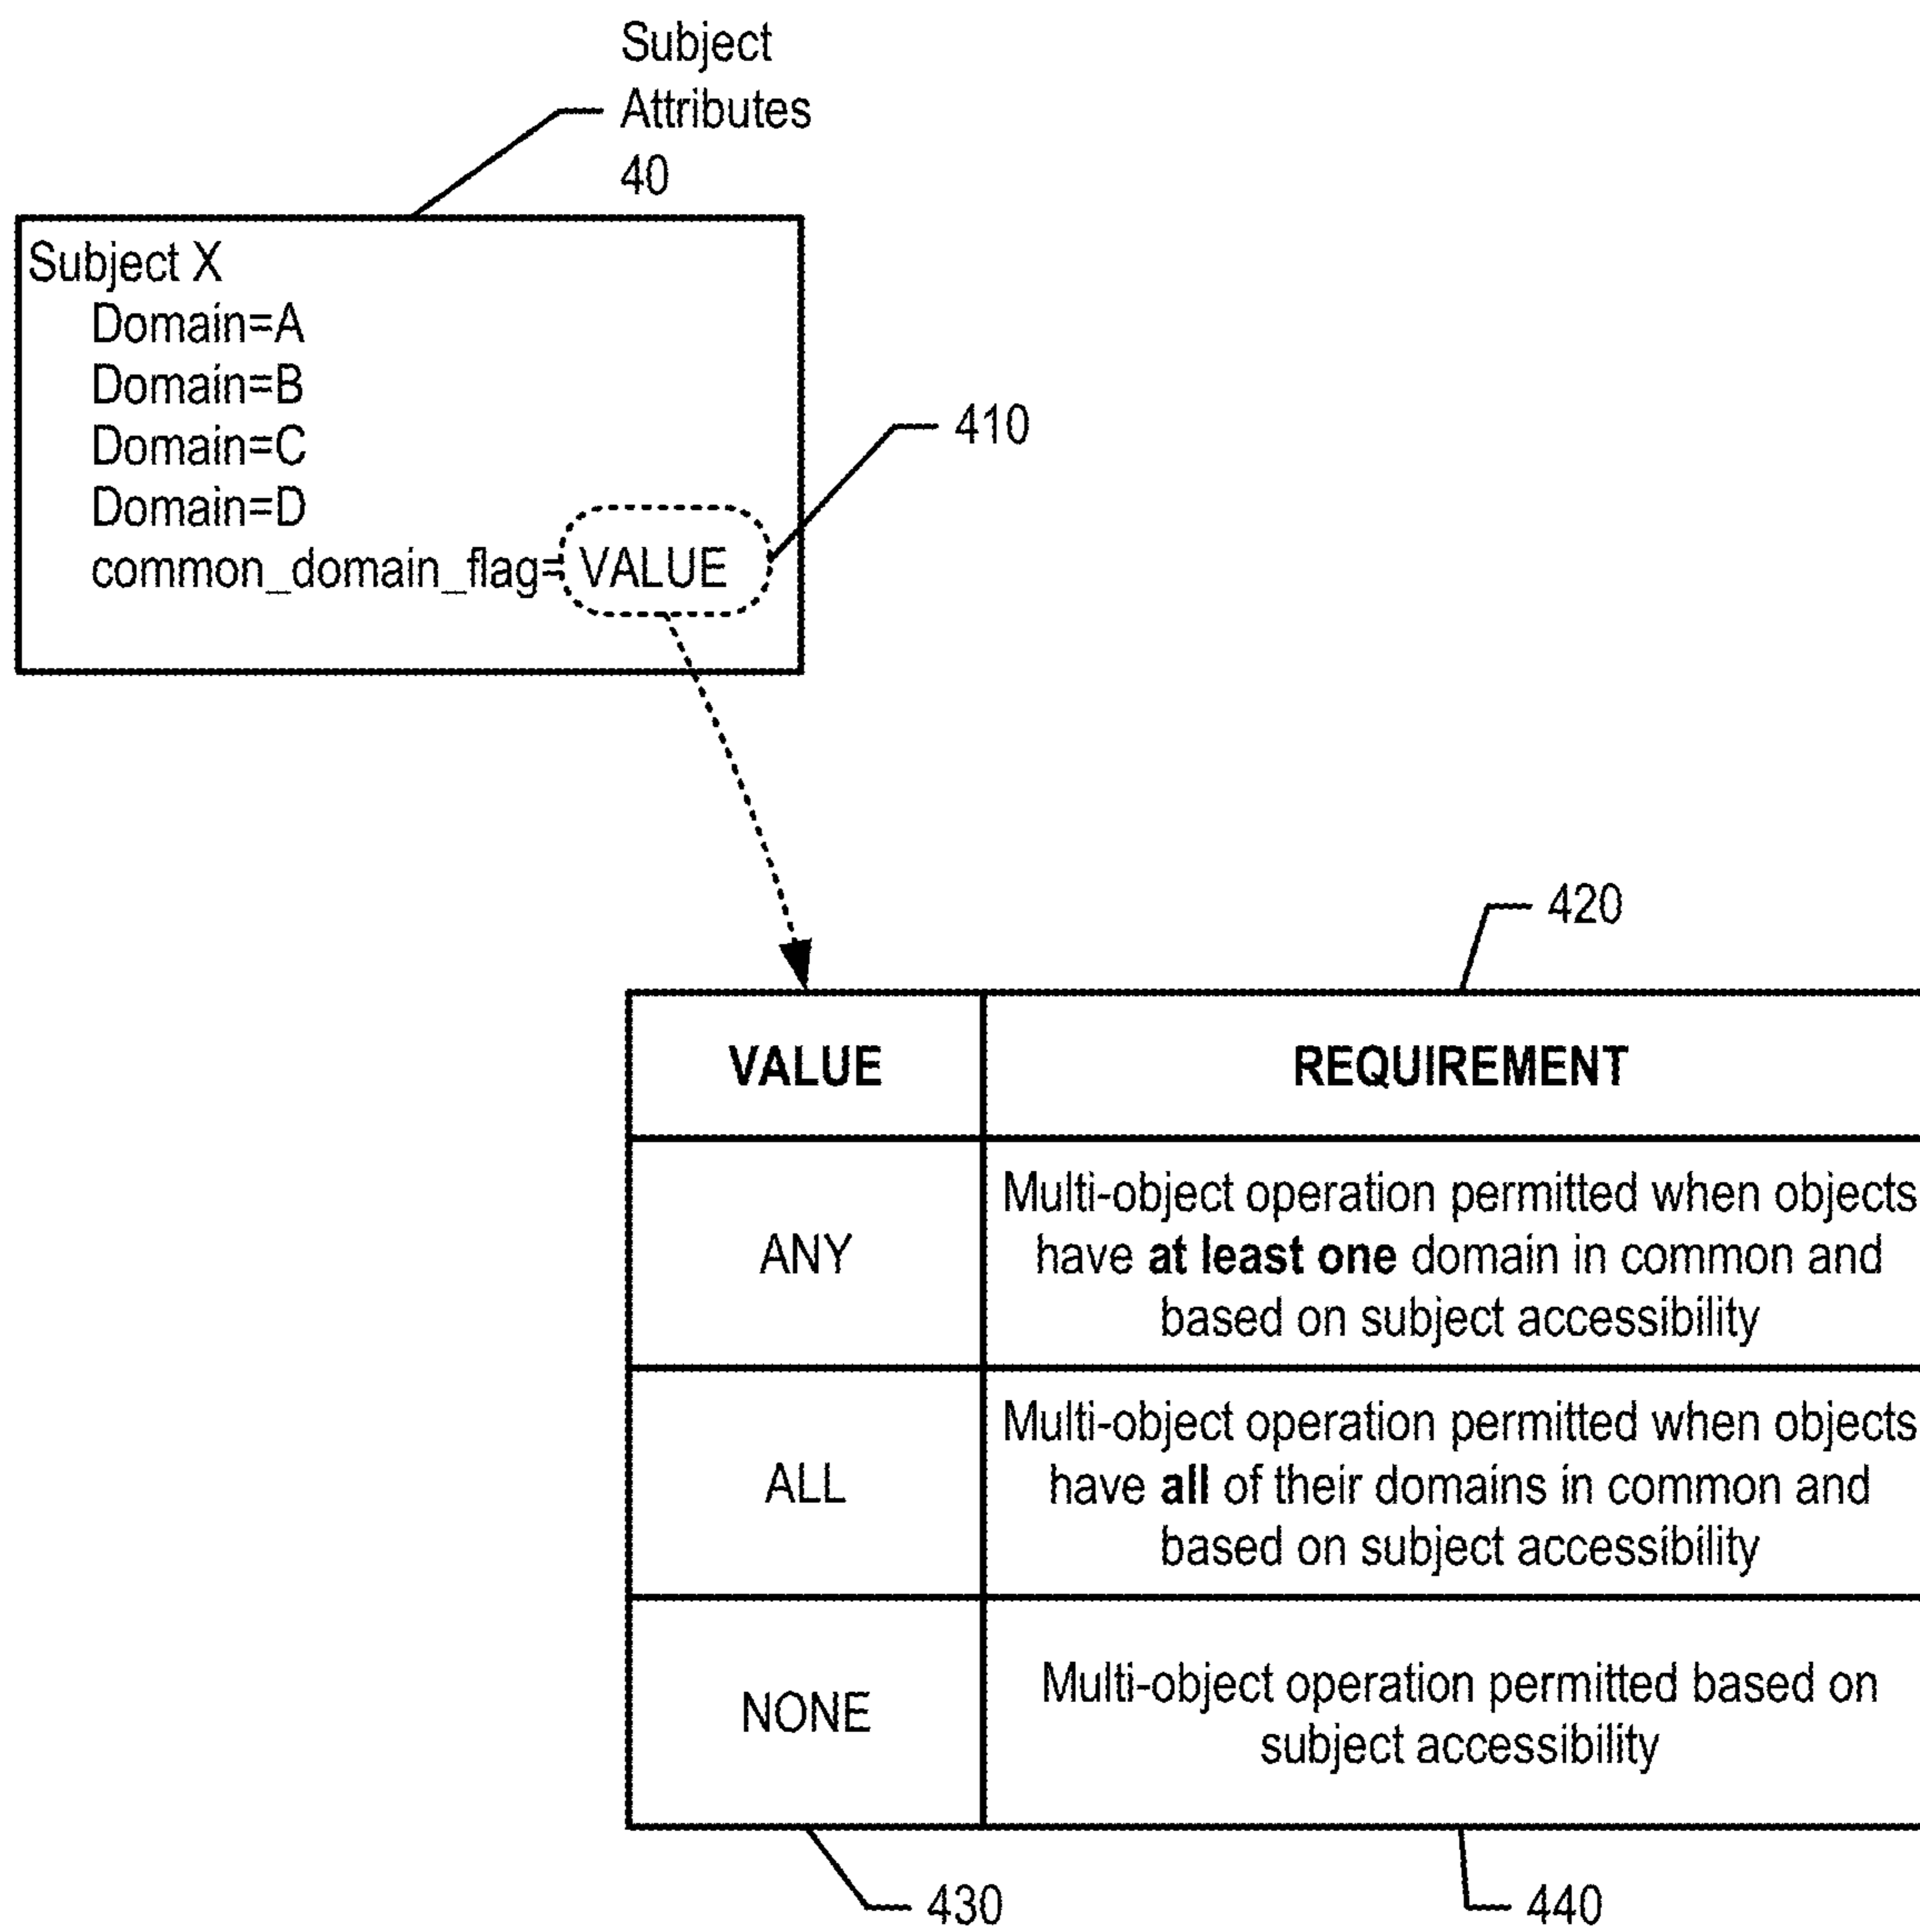 Subject
Attributes
40
Subject X
Domain=A
Domain=B
Domain=C
Domain=D
common_domain_flag= VALUE
410
420
VALUE
REQUIREMENT
ANY
Multi-object operation permitted when objects
have at least one domain in common and
based on subject accessibility
ALL
Multi-object operation permitted when objects
have all of their domains in common and
based on subject accessibility
NONE
Multi-object operation permitted based on
subject accessibility
430
440